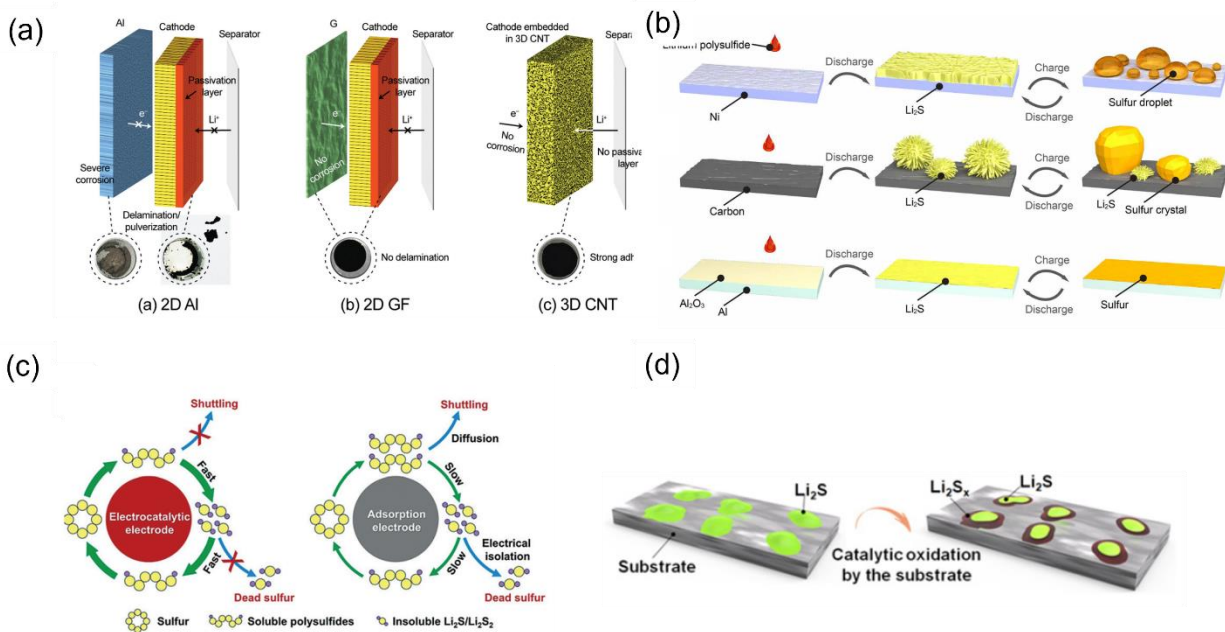 (a)
Al
Cathode
Separator
Passivation
layer
e⁻
Li⁺
Severe
corrosion
Delamination/
pulverization
(a) 2D Al
G
Cathode
Separator
Passivation
layer
e⁻
Li⁺
No corrosion
No delamination
(b) 2D GF
Cathode embedded
in 3D CNT
Separ
e⁻
No
corrosion
Li⁺
No passiva
layer
Strong adh
(c) 3D CNT
(b)
Lithium polysulfide
Ni
Discharge
Li₂S
Charge
Discharge
Sulfur droplet
Carbon
Discharge
Li₂S
Charge
Discharge
Li₂S
Sulfur crystal
Al₂O₃
Al
Discharge
Li₂S
Charge
Discharge
Sulfur
(c)
Shuttling
Fast
Electrocatalytic
electrode
Fast
Dead sulfur
Shuttling
Diffusion
Slow
Adsorption
electrode
Electrical
isolation
Slow
Dead sulfur
Sulfur
Soluble polysulfides
Insoluble Li₂S/Li₂S₂
(d)
Li₂S
Substrate
Catalytic oxidation
by the substrate
Li₂Sₓ
Li₂S